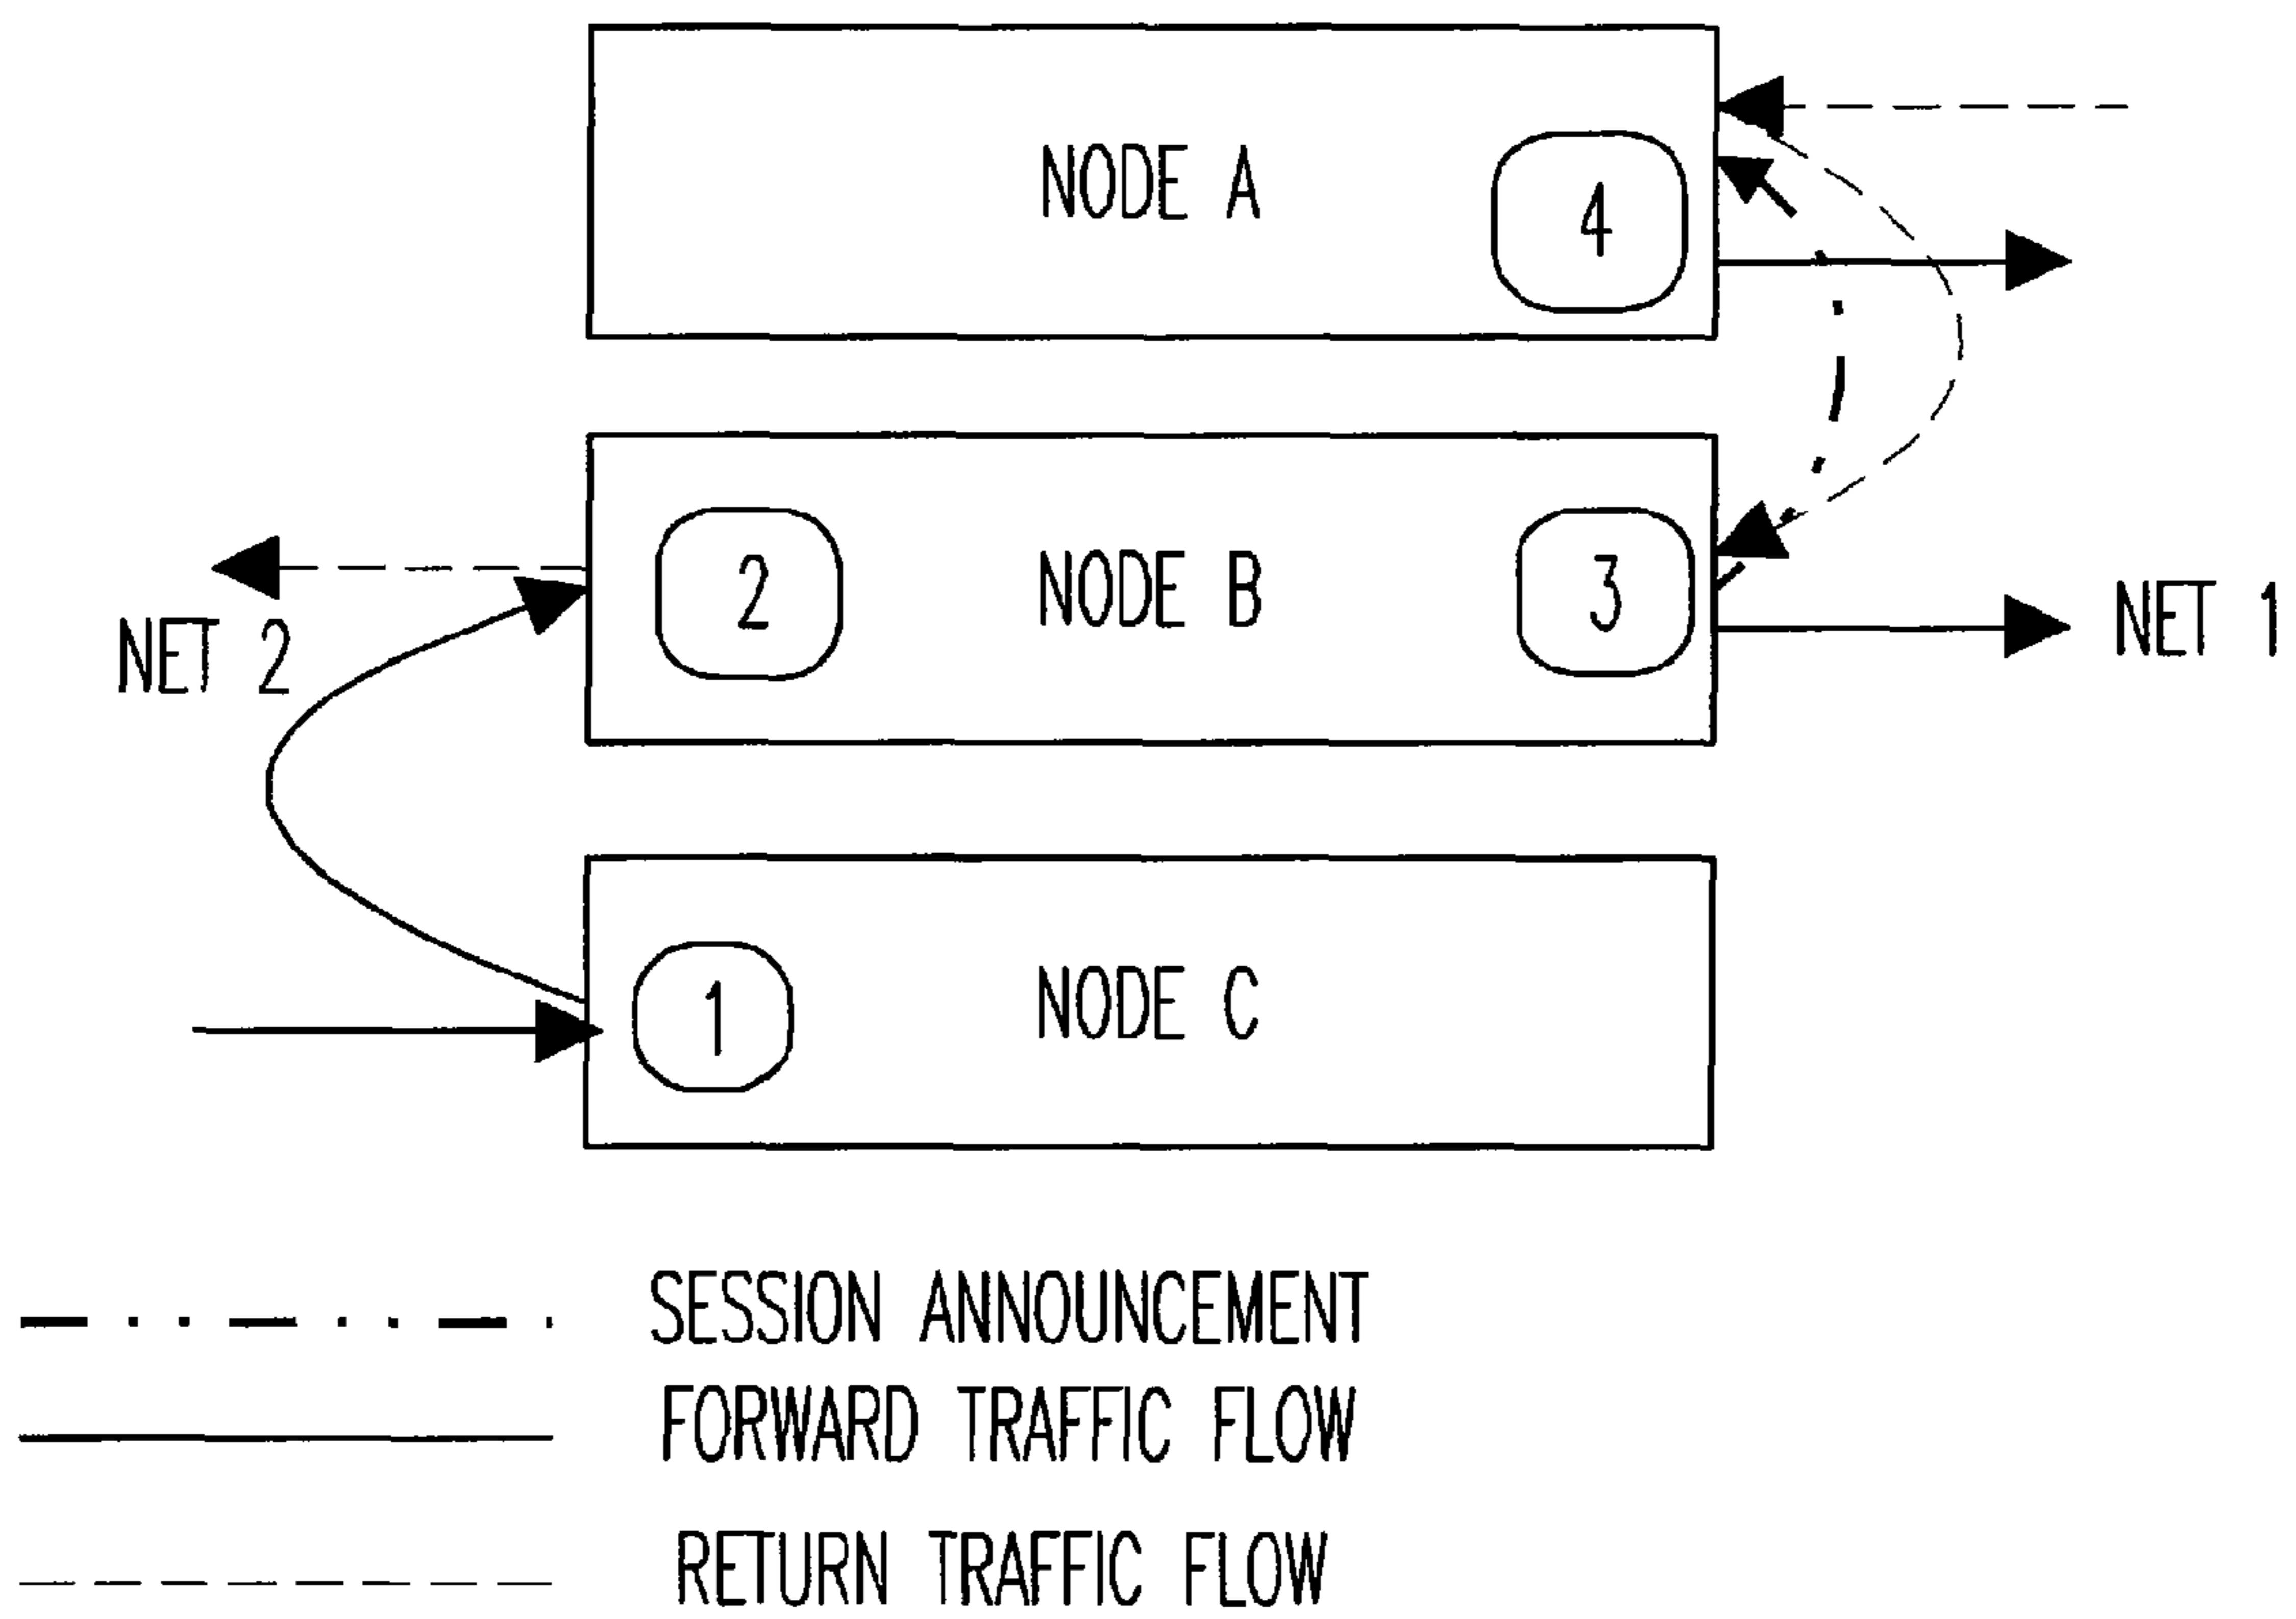 NODE A
4
2
NODE B
3
NET 2
NET 1
1
NODE C
SESSION ANNOUNCEMENT
FORWARD TRAFFIC FLOW
RETURN TRAFFIC FLOW